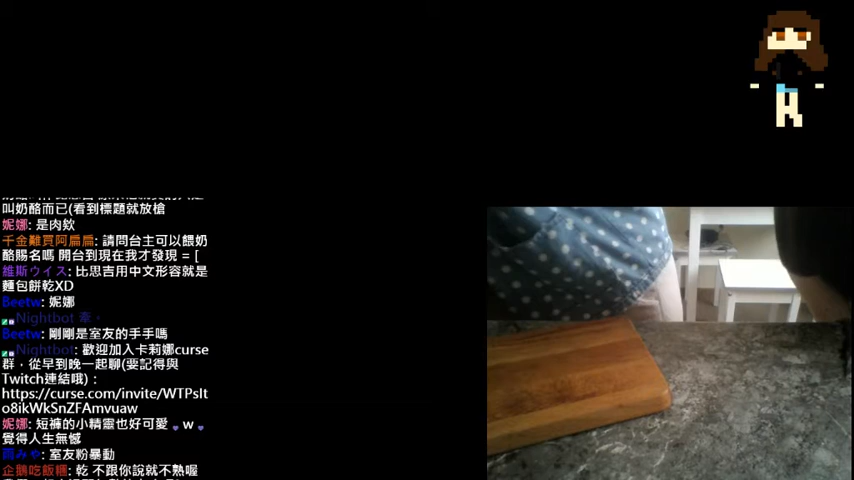 叫奶酪而已(看到標題就放槍
妮娜: 是肉欸
千金難買阿扁扁: 請問台主可以餵奶
酪賜名嗎 開台到現在我才發現 = [
維斯ウイス: 比思吉用中文形容就是
麵包餅乾XD
Beetw: 妮娜
Nightbot 牽。
Beetw: 剛剛是室友的手手嗎
Nightbot: 歡迎加入卡莉娜curse
群，從早到晚一起聊(要記得與
Twitch連結哦)：
https://curse.com/invite/WTPsIt
o8ikWkSnZFAmvuaw
妮娜: 短褲的小精靈也好可愛 w
覺得人生無憾
雨みや: 室友粉暴動
企鵝吃飯糰: 乾 不跟你說就不熟喔